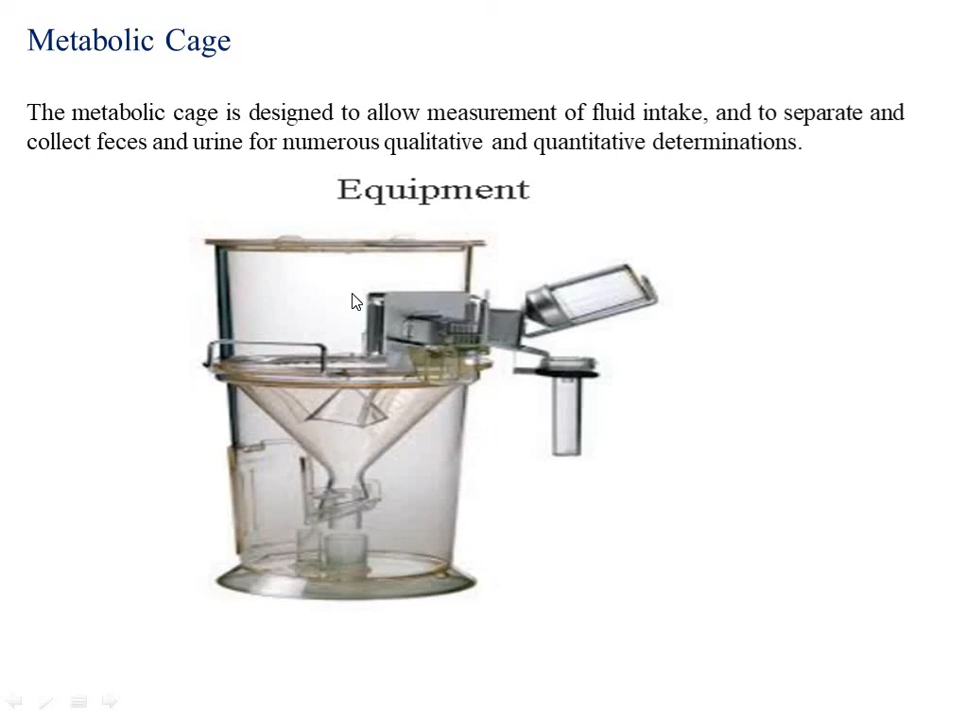 Metabolic Cage
The metabolic cage is designed to allow measurement of fluid intake, and to separate and
collect feces and urine for numerous qualitative and quantitative determinations.
Equipment